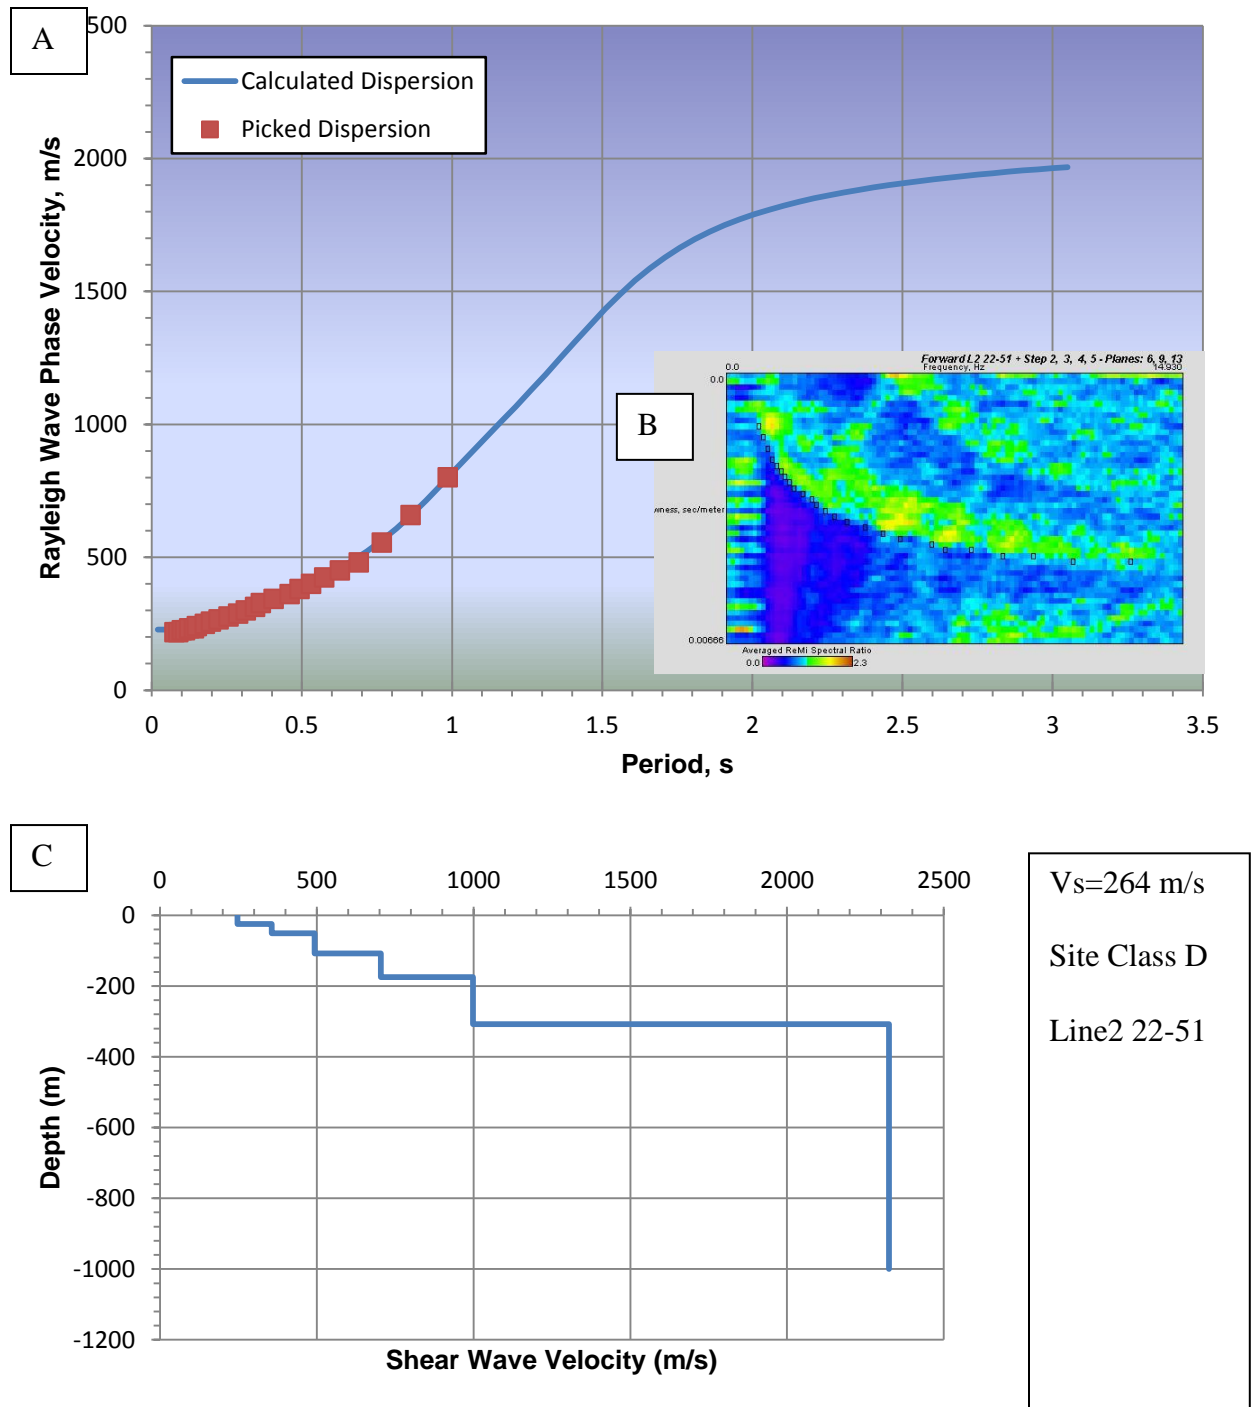 A
2500
Calculated Dispersion
Picked Dispersion
2000
1500
1000
500
0
Rayleigh Wave Phase Velocity, m/s
0 0.5 1 1.5 2 2.5 3 3.5
Period, s
B
Forward L2 22-51 + Step 2, 3, 4, 5 - Planes: 6, 9, 13
0.0 Frequency, Hz 14.930
0.0
wness, sec/meter
0.00666
Averaged ReMi Spectral Ratio
0.0 2.3
C
0 500 1000 1500 2000 2500
0
-200
-400
-600
-800
-1000
-1200
Depth (m)
Shear Wave Velocity (m/s)
Vs=264 m/s
Site Class D
Line2 22-51